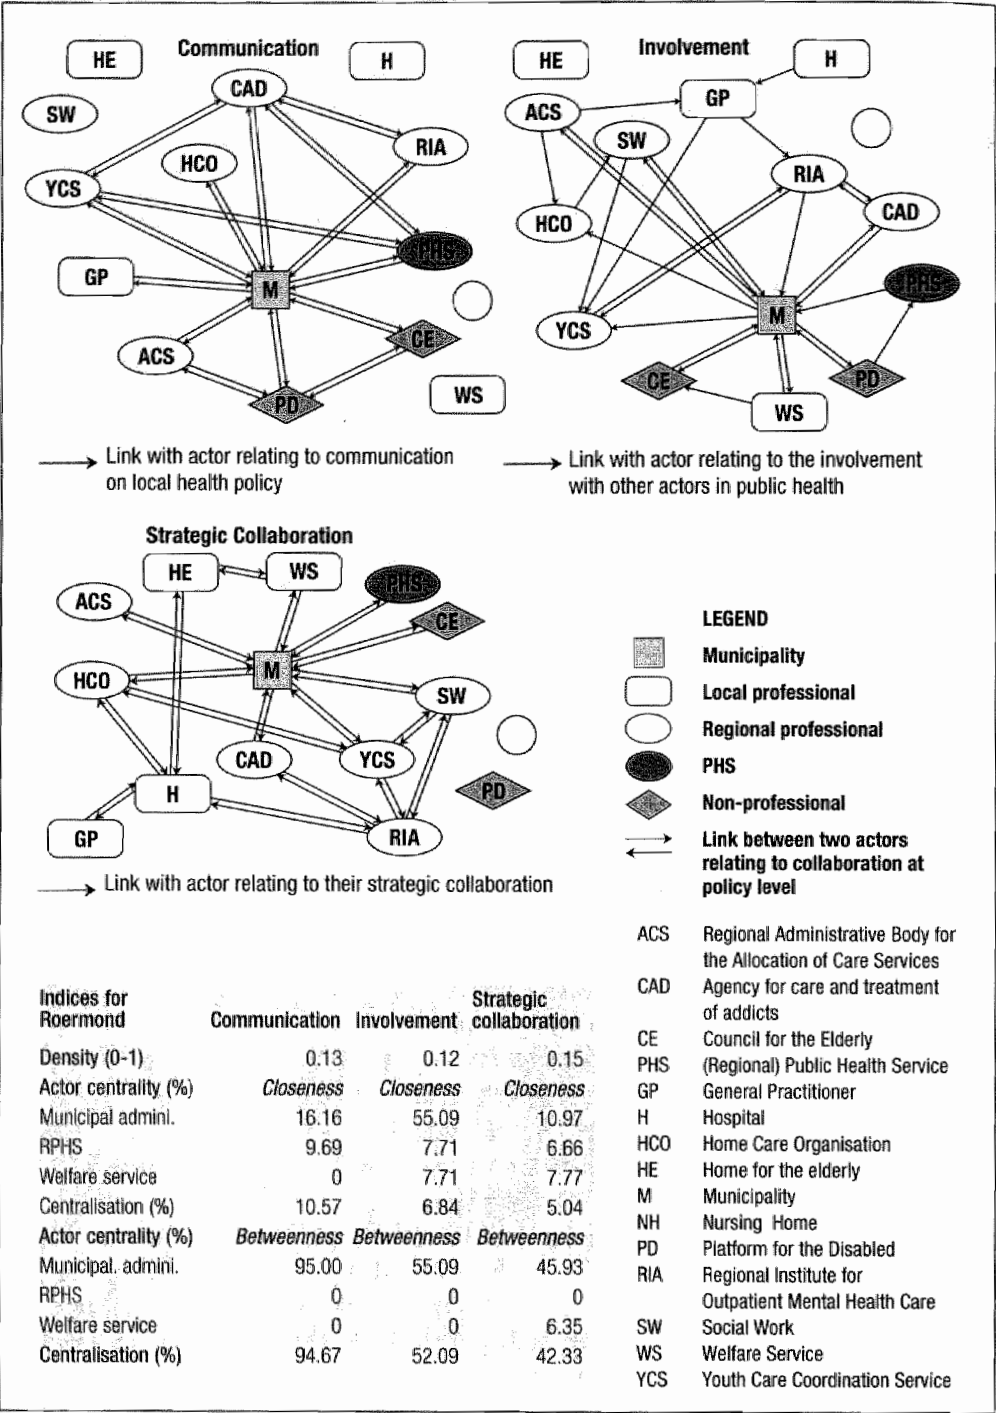 Communication
HE
H
CAD
SW
RIA
HCO
YCS
PHS
GP
M
CE
ACS
WS
PD
Link with actor relating to communication
on local health policy
Involvement
HE
H
GP
ACS
SW
RIA
CAD
HCO
PHS
M
YCS
CE
PD
WS
Link with actor relating to the involvement
with other actors in public health
Strategic Collaboration
HE
WS
PHS
ACS
CE
M
HCO
SW
CAD
YCS
PD
H
GP
RIA
Link with actor relating to their strategic collaboration
LEGEND
Municipality
Local professional
Regional professional
PHS
Non-professional
Link between two actors
relating to collaboration at
policy level
ACS Regional Administrative Body for
the Allocation of Care Services
CAD Agency for care and treatment
of addicts
CE Council for the Elderly
PHS (Regional) Public Health Service
GP General Practitioner
H Hospital
HCO Home Care Organisation
HE Home for the elderly
M Municipality
NH Nursing Home
PD Platform for the Disabled
RIA Regional Institute for
Outpatient Mental Health Care
SW Social Work
WS Welfare Service
YCS Youth Care Coordination Service
Indices for Strategic
Roermond Communication Involvement collaboration
Density (0-1) 0.13 0.12 0.15
Actor centrality (%) Closeness Closeness Closeness
Municipal admini. 16.16 55.09 10.97
RPHS 9.69 7.71 6.66
Welfare service 0 7.71 7.77
Centralisation (%) 10.57 6.84 5.04
Actor centrality (%) Betweenness Betweenness Betweenness
Municipal. admini. 95.00 55.09 45.93
RPHS 0 0 0
Welfare service 0 0 6.35
Centralisation (%) 94.67 52.09 42.33